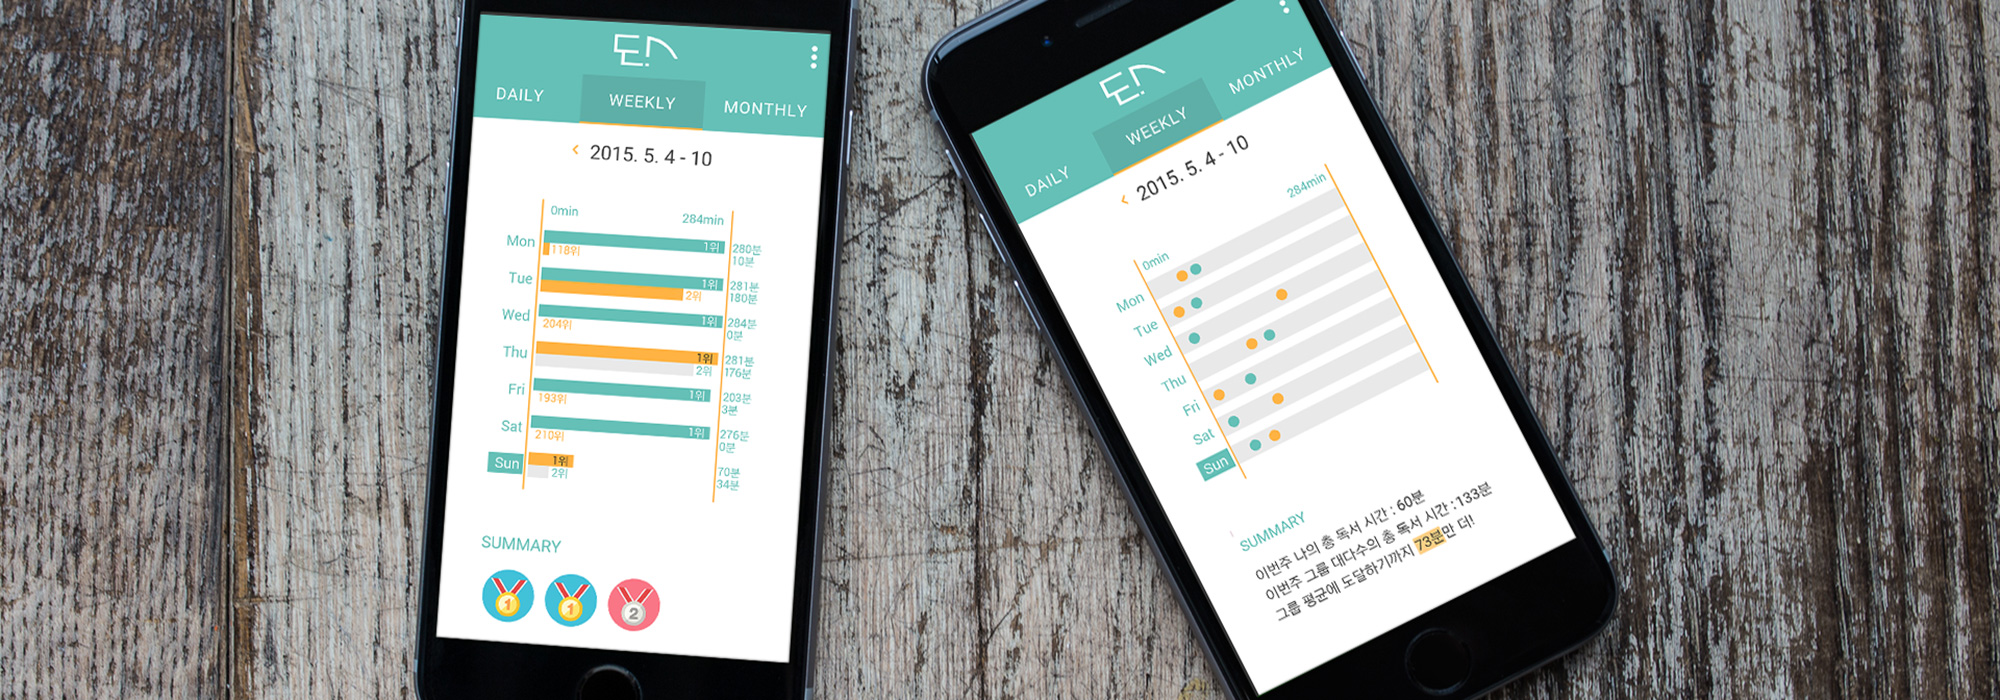 DAILY
WEEKLY
MONTHLY
2015. 5. 4 - 10
0min
284min
Mon
1위
280분
118위
10분
Tue
1위
281분
2위
180분
Wed
1위
284분
204위
0분
Thu
1위
281분
2위
176분
Fri
1위
203분
193위
3분
Sat
1위
276분
210위
0분
Sun
1위
70분
2위
34분
SUMMARY
1
1
2
DAILY
WEEKLY
MONTHLY
2015. 5. 4 - 10
0min
284min
Mon
Tue
Wed
Thu
Fri
Sat
Sun
SUMMARY
이번주 나의 총 독서 시간 : 60분
이번주 그룹 대다수의 총 독서 시간 : 133분
그룹 평균에 도달하기까지 73분만 더!